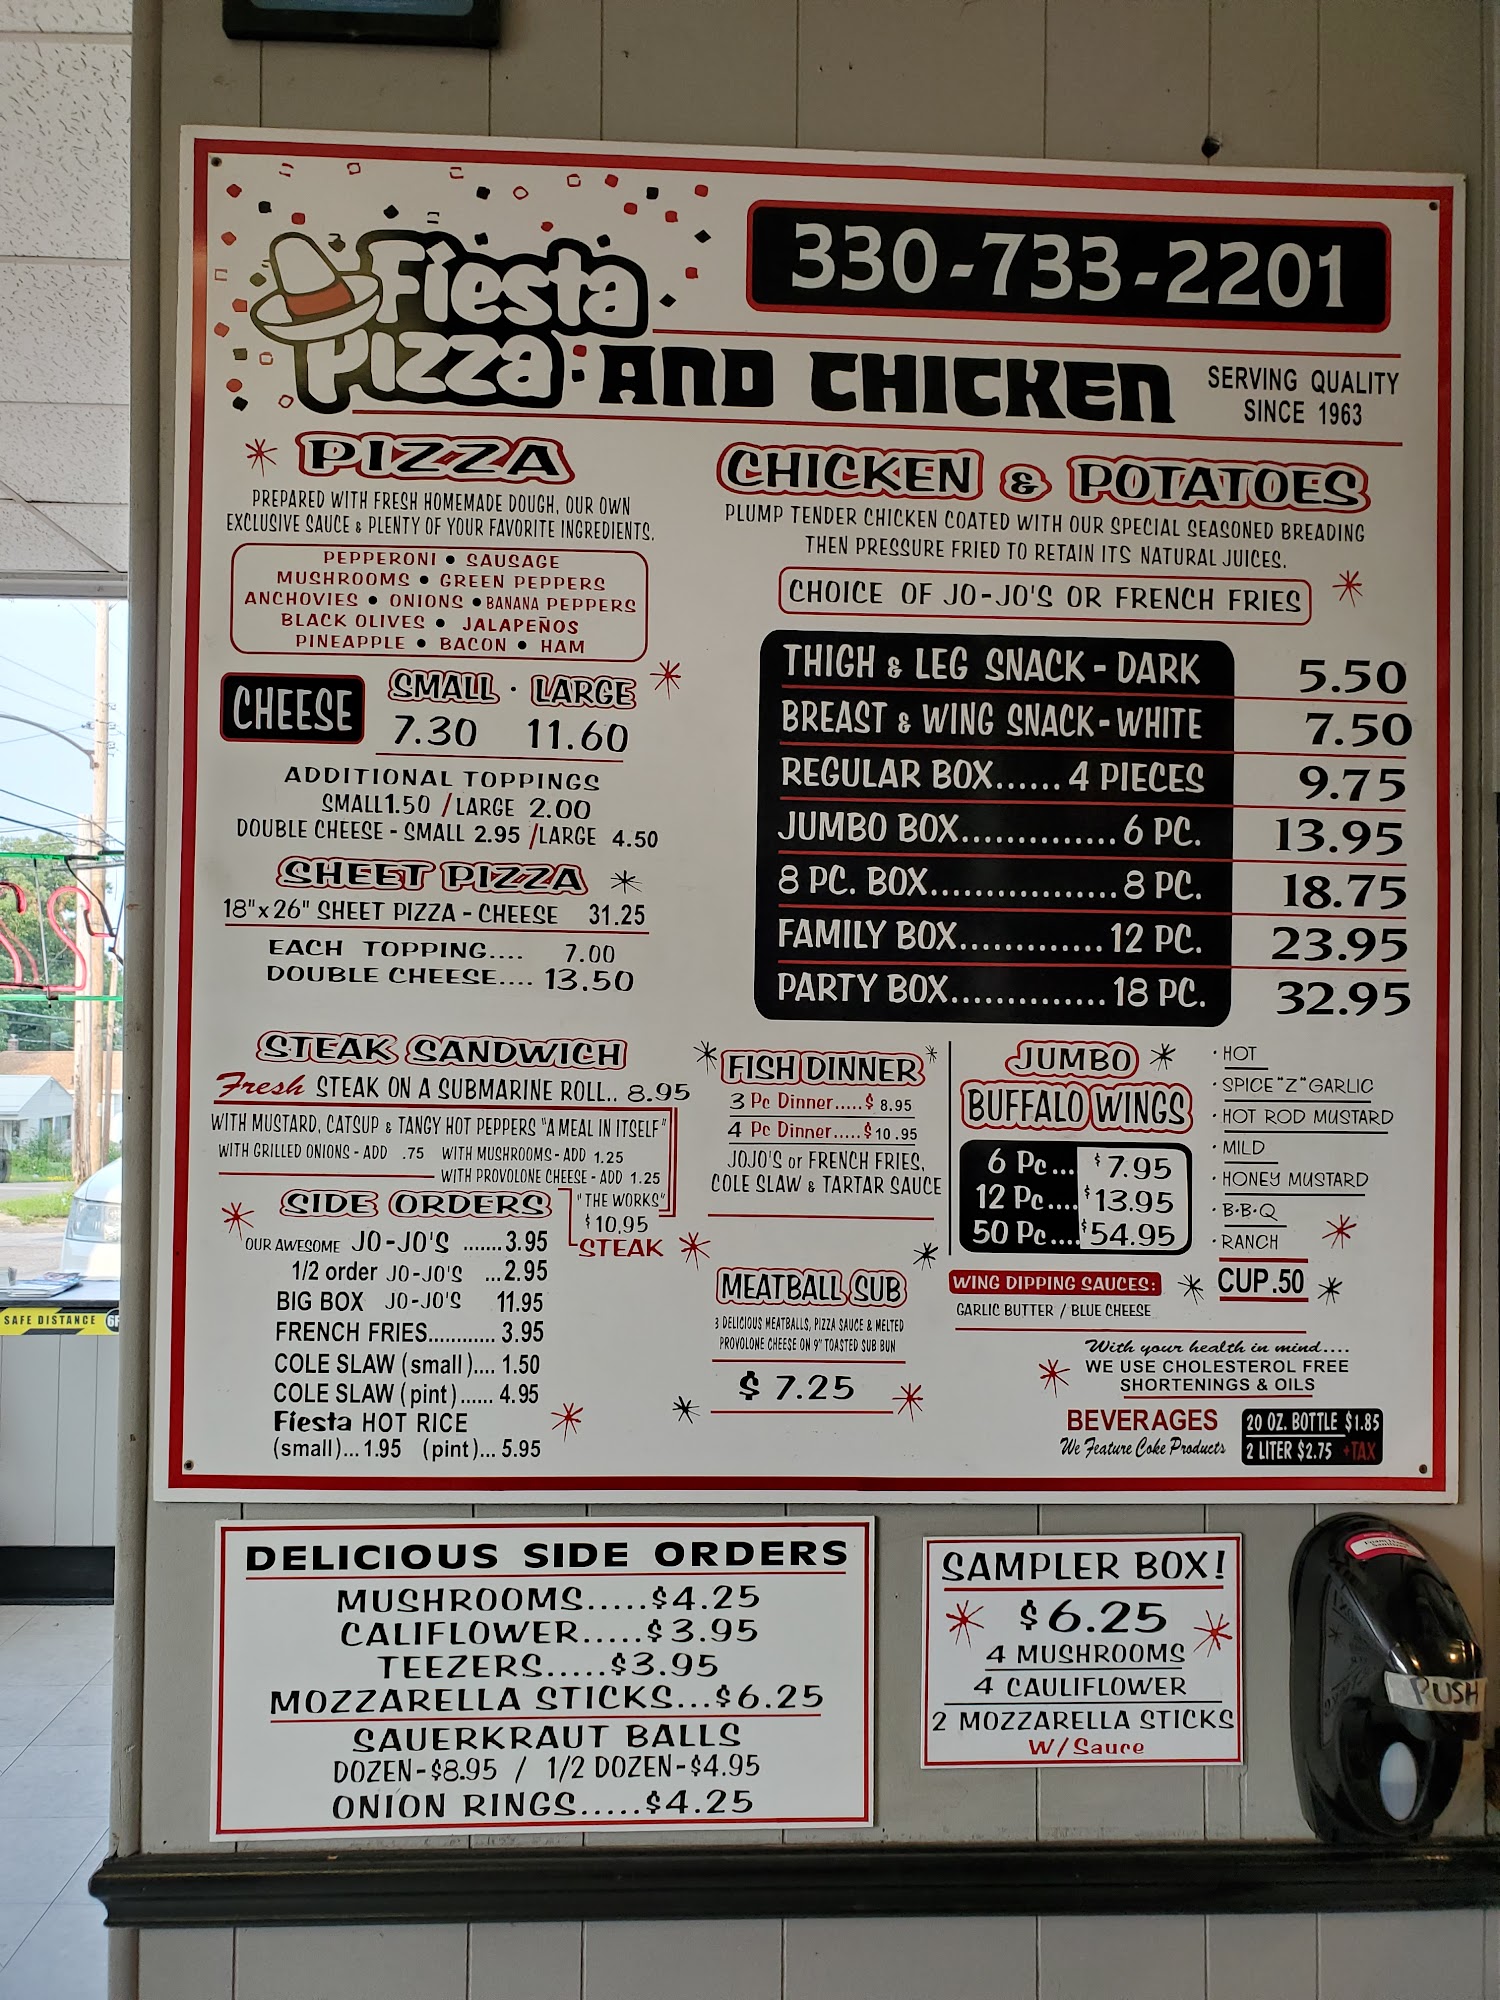 330-733-2201
Fiesta
Pizza AND CHICKEN
SERVING QUALITY
SINCE 1963
PIZZA
PREPARED WITH FRESH HOMEMADE DOUGH, OUR OWN
EXCLUSIVE SAUCE & PLENTY OF YOUR FAVORITE INGREDIENTS.
PEPPERONI • SAUSAGE
MUSHROOMS • GREEN PEPPERS
ANCHOVIES • ONIONS • BANANA PEPPERS
BLACK OLIVES • JALAPEÑOS
PINEAPPLE • BACON • HAM
SMALL · LARGE
CHEESE 7.30 11.60
ADDITIONAL TOPPINGS
SMALL 1.50 / LARGE 2.00
DOUBLE CHEESE - SMALL 2.95 / LARGE 4.50
SHEET PIZZA
18" x 26" SHEET PIZZA - CHEESE 31.25
EACH TOPPING.... 7.00
DOUBLE CHEESE.... 13.50
STEAK SANDWICH
Fresh STEAK ON A SUBMARINE ROLL.. 8.95
WITH MUSTARD, CATSUP & TANGY HOT PEPPERS "A MEAL IN ITSELF"
WITH GRILLED ONIONS - ADD .75 WITH MUSHROOMS - ADD 1.25
WITH PROVOLONE CHEESE - ADD 1.25
"THE WORKS"
$10,95
STEAK
SIDE ORDERS
OUR AWESOME JO-JO'S .......3.95
1/2 order JO-JO'S ...2.95
BIG BOX JO-JO'S 11.95
FRENCH FRIES............ 3.95
COLE SLAW (small).... 1.50
COLE SLAW (pint)...... 4.95
Fiesta HOT RICE
(small)... 1.95 (pint)... 5.95
CHICKEN & POTATOES
PLUMP TENDER CHICKEN COATED WITH OUR SPECIAL SEASONED BREADING
THEN PRESSURE FRIED TO RETAIN ITS NATURAL JUICES.
CHOICE OF JO-JO'S OR FRENCH FRIES
THIGH & LEG SNACK - DARK 5.50
BREAST & WING SNACK - WHITE 7.50
REGULAR BOX...... 4 PIECES 9.75
JUMBO BOX............... 6 PC. 13.95
8 PC. BOX.................. 8 PC. 18.75
FAMILY BOX.............. 12 PC. 23.95
PARTY BOX............... 18 PC. 32.95
FISH DINNER
3 Pc Dinner.....$ 8.95
4 Pc Dinner.....$10.95
JOJO'S or FRENCH FRIES,
COLE SLAW & TARTAR SAUCE
MEATBALL SUB
3 DELICIOUS MEATBALLS, PIZZA SAUCE & MELTED
PROVOLONE CHEESE ON 9" TOASTED SUB BUN
$ 7.25
JUMBO
BUFFALO WINGS
6 Pc... $7.95
12 Pc.... $13.95
50 Pc.... $54.95
• HOT
• SPICE "Z" GARLIC
• HOT ROD MUSTARD
• MILD
• HONEY MUSTARD
• B-B-Q
• RANCH
WING DIPPING SAUCES: CUP .50
GARLIC BUTTER / BLUE CHEESE
With your health in mind....
WE USE CHOLESTEROL FREE
SHORTENINGS & OILS
BEVERAGES
We Feature Coke Products
20 OZ. BOTTLE $1.85
2 LITER $2.75 +TAX
DELICIOUS SIDE ORDERS
MUSHROOMS.....$4.25
CALIFLOWER.....$3.95
TEEZERS.....$3.95
MOZZARELLA STICKS...$6.25
SAUERKRAUT BALLS
DOZEN-$8.95 / 1/2 DOZEN-$4.95
ONION RINGS.....$4.25
SAMPLER BOX!
$6.25
4 MUSHROOMS
4 CAULIFLOWER
2 MOZZARELLA STICKS
W/Sauce
PUSH
SAFE DISTANCE 6F